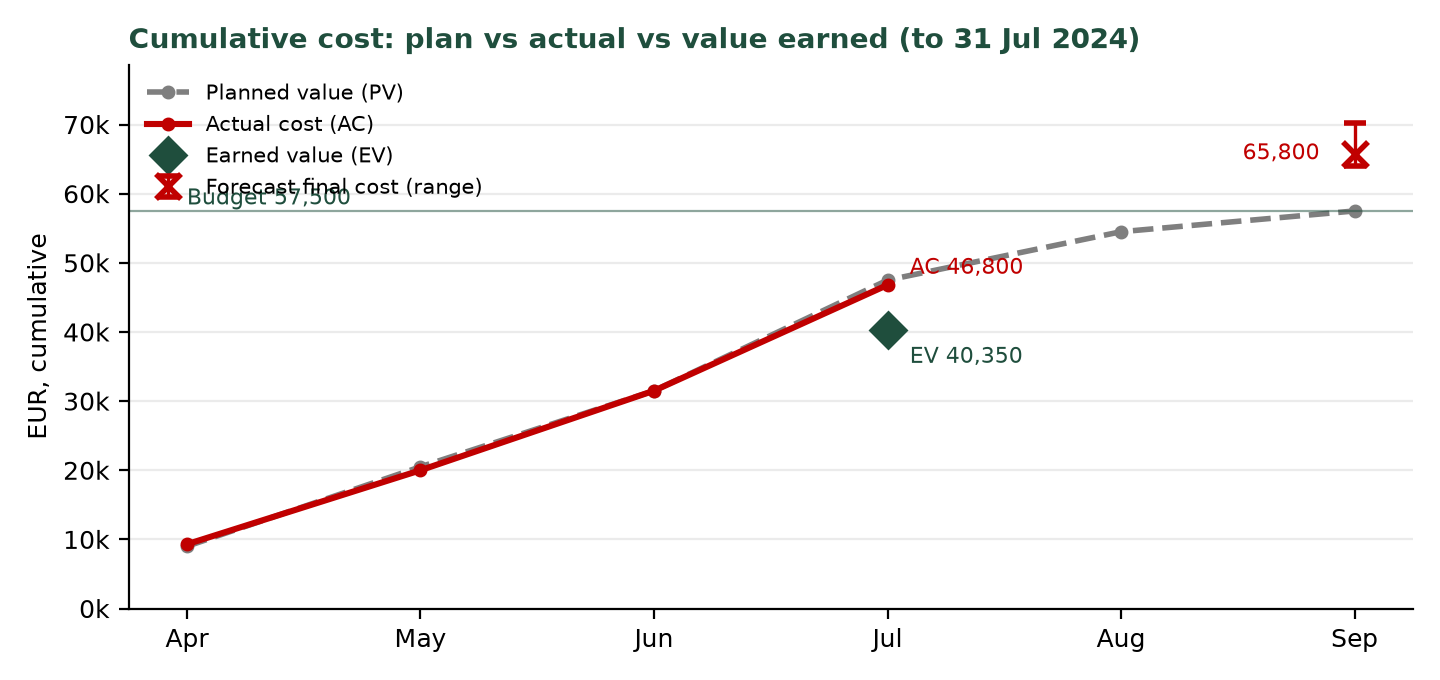 Cumulative cost: plan vs actual vs value earned (to 31 Jul 2024)
Planned value (PV)
Actual cost (AC)
Earned value (EV)
Forecast final cost (range)
Budget 57,500
65,800
AC 46,800
EV 40,350
EUR, cumulative
70k
60k
50k
40k
30k
20k
10k
0k
Apr May Jun Jul Aug Sep